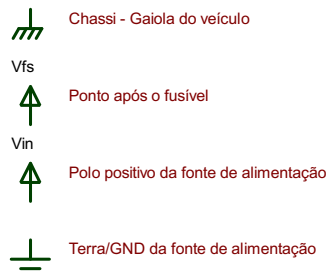 Chassi - Gaiola do veículo
Vfs
Ponto após o fusível
Vin
Polo positivo da fonte de alimentação
Terra/GND da fonte de alimentação